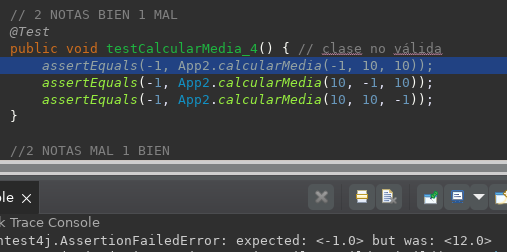 // 2 NOTAS BIEN 1 MAL
@Test
public void testCalcularMedia_4() { // clase no válida
assertEquals(-1, App2.calcularMedia(-1, 10, 10));
assertEquals(-1, App2.calcularMedia(10, -1, 10));
assertEquals(-1, App2.calcularMedia(10, 10, -1));
}
//2 NOTAS MAL 1 BIEN
ole
k Trace Console
ntest4j.AssertionFailedError: expected: <-1.0> but was: <12.0>